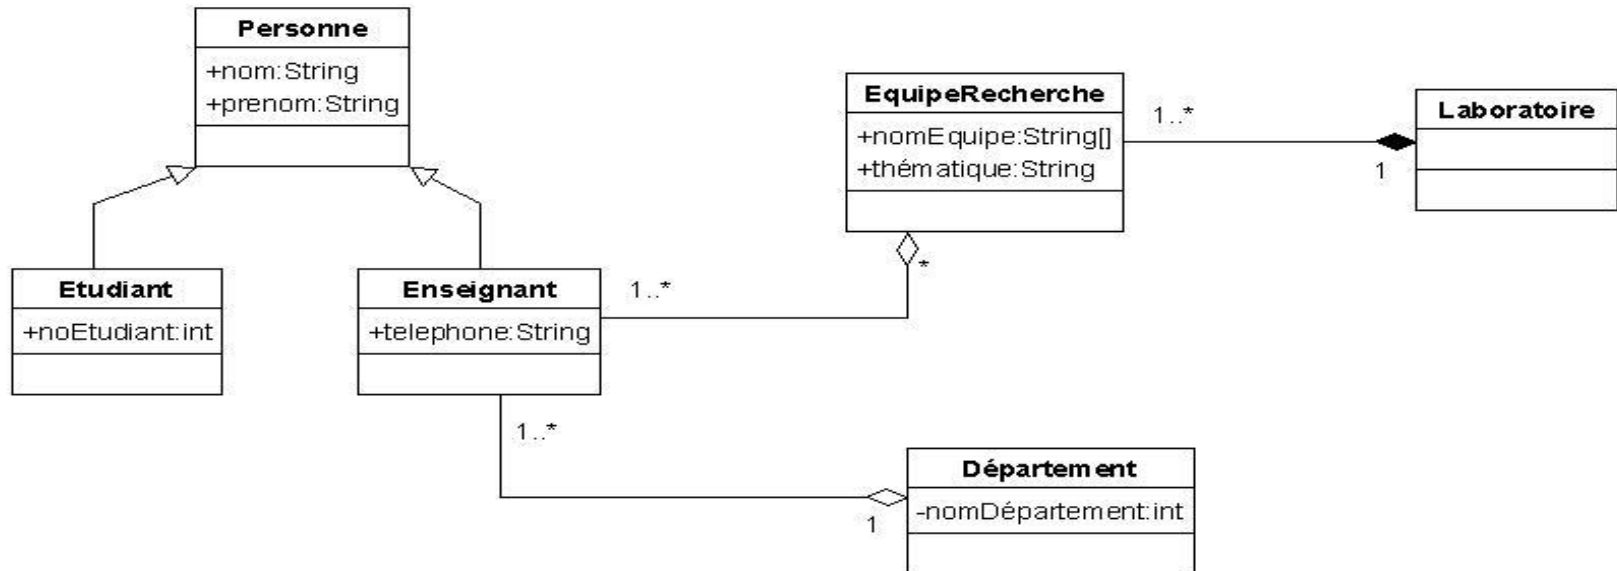 Personne
+nom:String
+prenom:String
EquipeRecherche
+nomEquipe:String[]
+thématique:String
1..*
1
Laboratoire
*
Etudiant
+noEtudiant:int
Enseignant
+telephone:String
1..*
1..*
1
Département
-nomDépartement:int